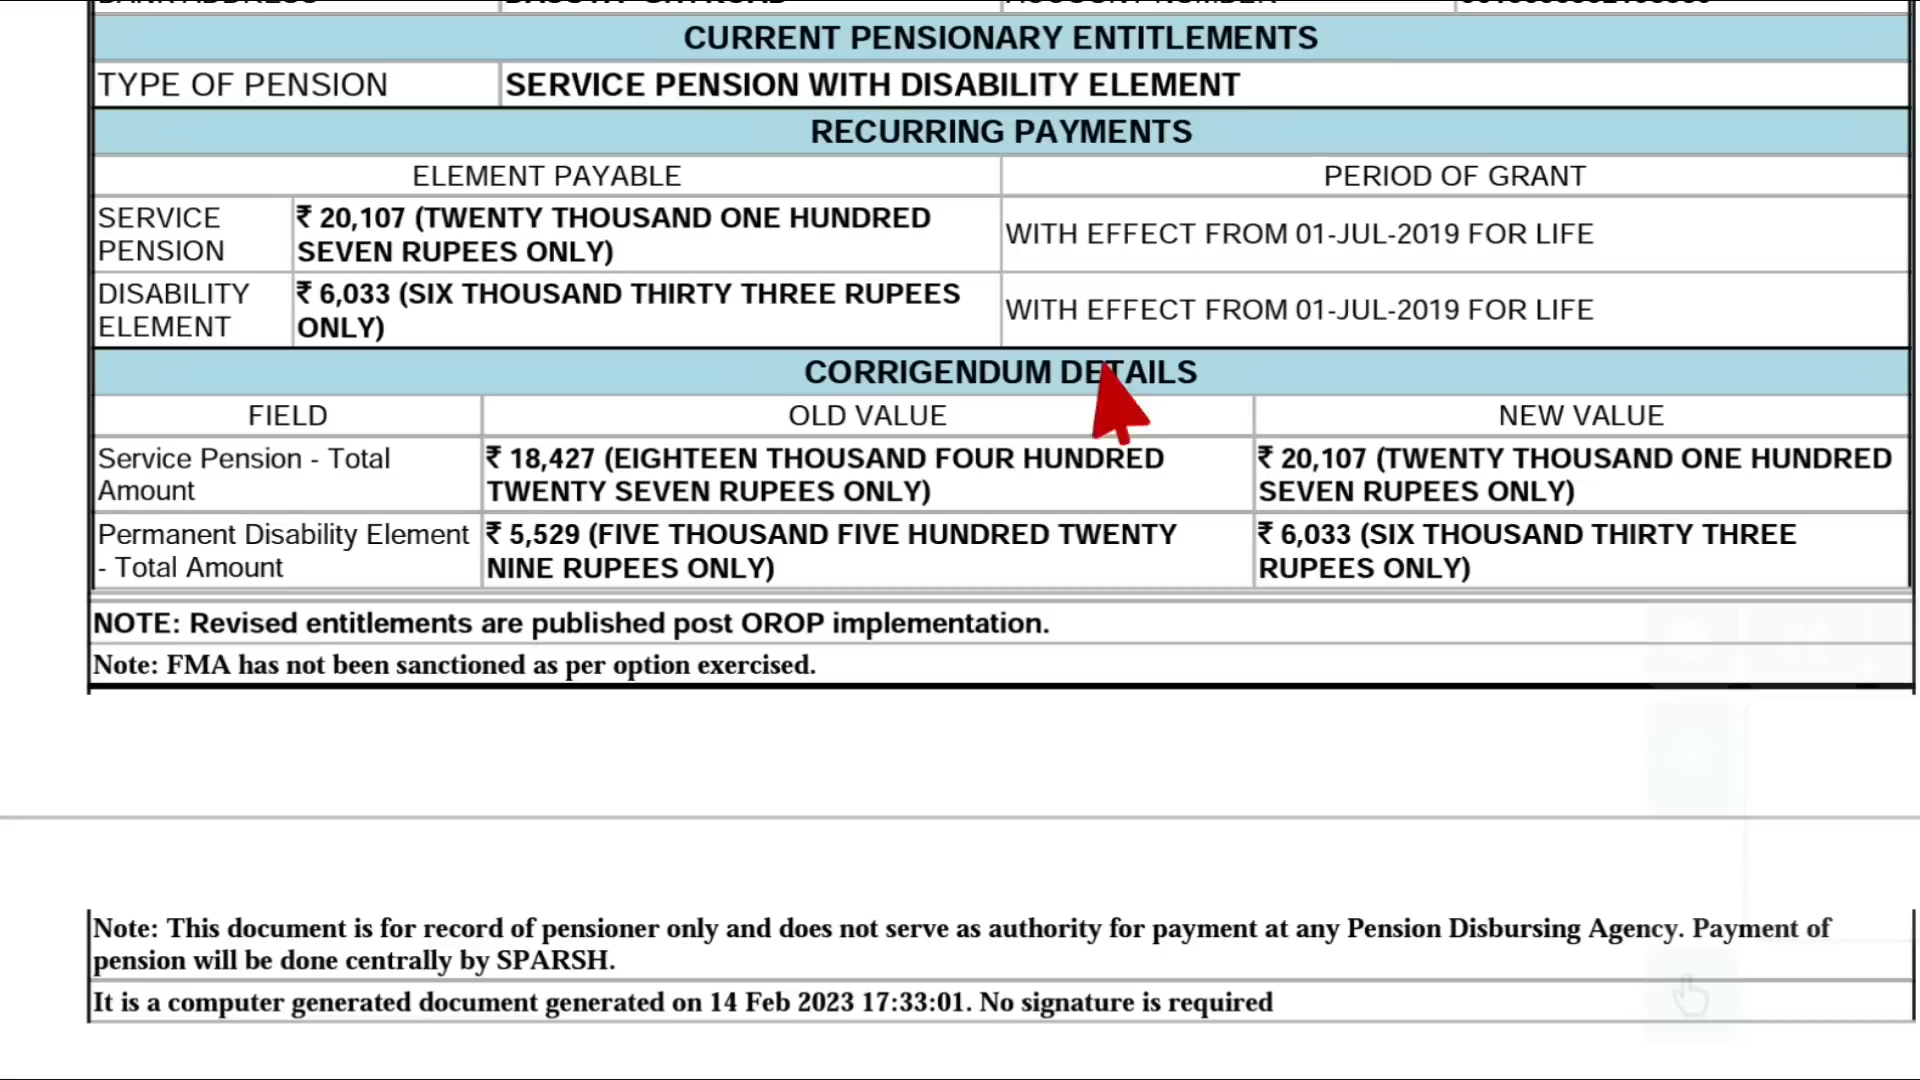 CURRENT PENSIONARY ENTITLEMENTS
TYPE OF PENSION SERVICE PENSION WITH DISABILITY ELEMENT
RECURRING PAYMENTS
ELEMENT PAYABLE PERIOD OF GRANT
SERVICE PENSION ₹ 20,107 (TWENTY THOUSAND ONE HUNDRED
SEVEN RUPEES ONLY) WITH EFFECT FROM 01-JUL-2019 FOR LIFE
DISABILITY ELEMENT ₹ 6,033 (SIX THOUSAND THIRTY THREE RUPEES
ONLY) WITH EFFECT FROM 01-JUL-2019 FOR LIFE
CORRIGENDUM DETAILS
FIELD OLD VALUE NEW VALUE
Service Pension - Total
Amount
₹ 18,427 (EIGHTEEN THOUSAND FOUR HUNDRED
TWENTY SEVEN RUPEES ONLY)
₹ 20,107 (TWENTY THOUSAND ONE HUNDRED
SEVEN RUPEES ONLY)
Permanent Disability Element
- Total Amount
₹ 5,529 (FIVE THOUSAND FIVE HUNDRED TWENTY
NINE RUPEES ONLY)
₹ 6,033 (SIX THOUSAND THIRTY THREE
RUPEES ONLY)
NOTE: Revised entitlements are published post OROP implementation.
Note: FMA has not been sanctioned as per option exercised.
Note: This document is for record of pensioner only and does not serve as authority for payment at any Pension Disbursing Agency. Payment of
pension will be done centrally by SPARSH.
It is a computer generated document generated on 14 Feb 2023 17:33:01. No signature is required